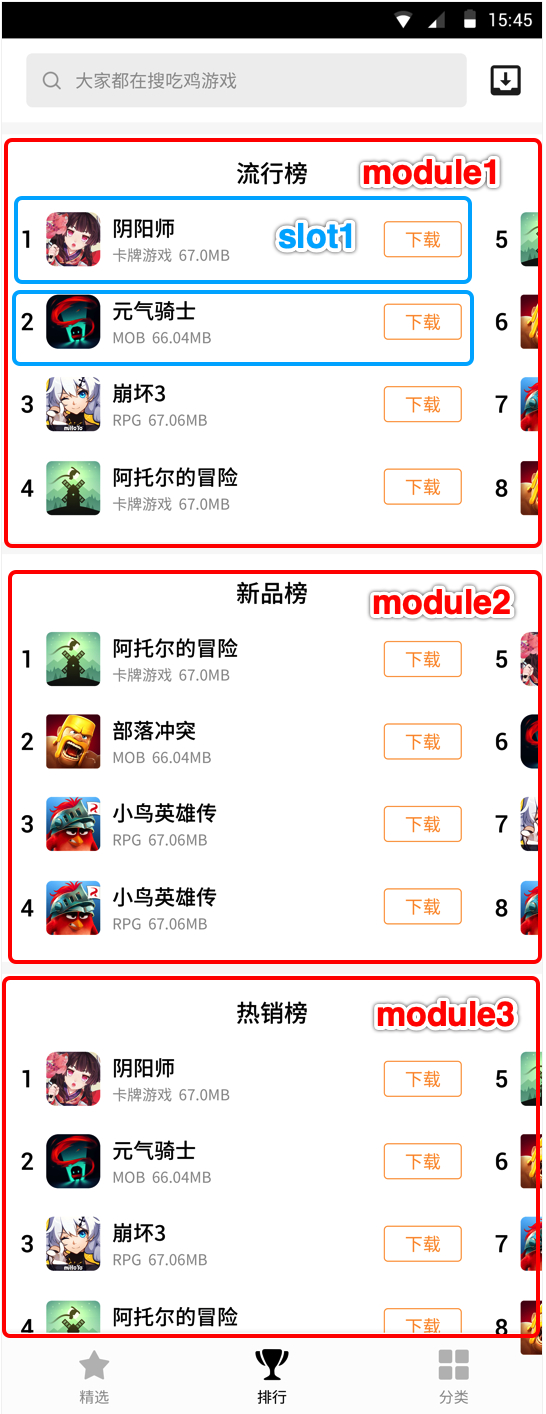 15:45
大家都在搜吃鸡游戏
流行榜
module1
1
阴阳师
卡牌游戏 67.0MB
slot1
下载
5
2
元气骑士
MOB 66.04MB
下载
6
3
崩坏3
RPG 67.06MB
下载
7
4
阿托尔的冒险
卡牌游戏 67.0MB
下载
8
新品榜
module2
1
阿托尔的冒险
卡牌游戏 67.0MB
下载
5
2
部落冲突
MOB 66.04MB
下载
6
3
小鸟英雄传
RPG 67.06MB
下载
7
4
小鸟英雄传
RPG 67.06MB
下载
8
热销榜
module3
1
阴阳师
卡牌游戏 67.0MB
下载
5
2
元气骑士
MOB 66.04MB
下载
6
3
崩坏3
RPG 67.06MB
下载
7
4
阿托尔的冒险
下载
8
精选
排行
分类